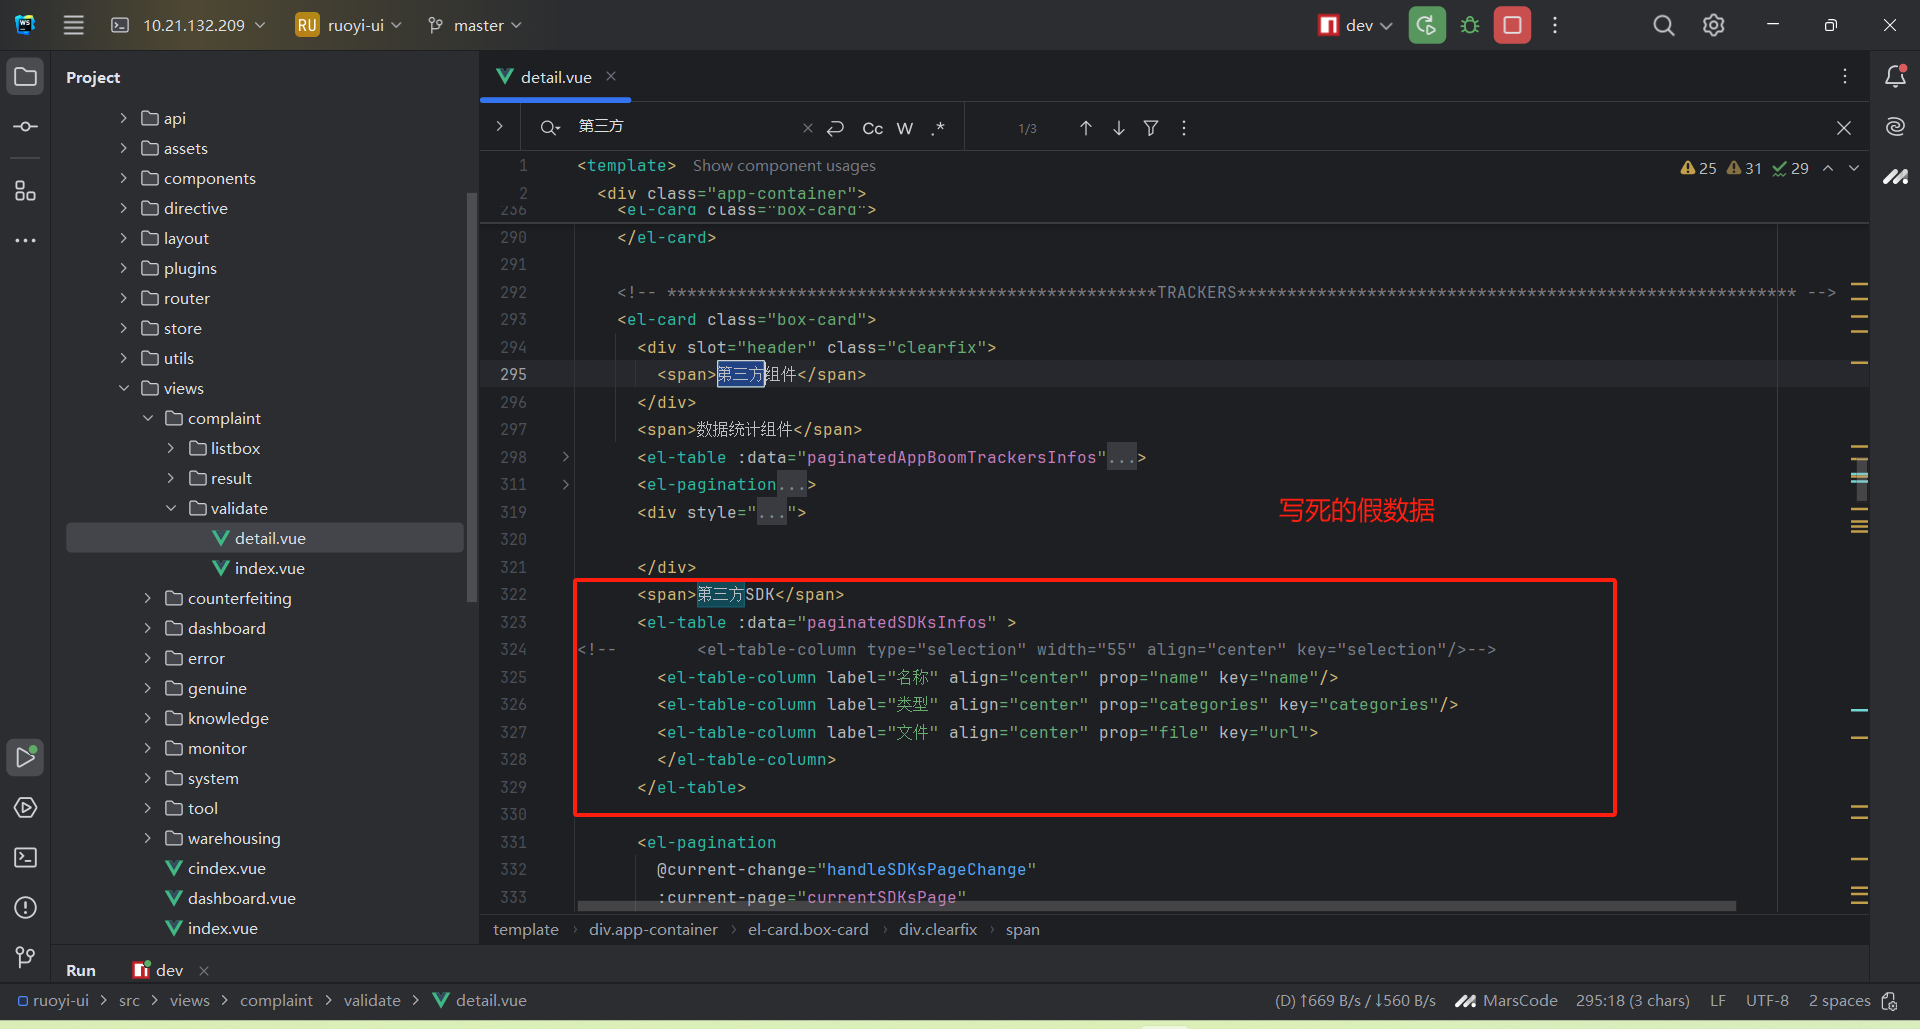 10.21.132.209
RU ruoyi-ui
master
dev
Project
api
assets
components
directive
layout
plugins
router
store
utils
views
complaint
listbox
result
validate
detail.vue
index.vue
counterfeiting
dashboard
error
genuine
knowledge
monitor
system
tool
warehousing
cindex.vue
dashboard.vue
index.vue
detail.vue
第三方
Cc W .*
1/3
25 31 29
1 <template> Show component usages
2 <div class="app-container">
236 <el-card class="box-card">
290 </el-card>
291
292 <!-- *************************************************TRACKERS******************************************************** -->
293 <el-card class="box-card">
294 <div slot="header" class="clearfix">
295 <span>第三方组件</span>
296 </div>
297 <span>数据统计组件</span>
298 <el-table :data="paginatedAppBoomTrackersInfos"...>
311 <el-pagination...>
319 <div style="...">
写死的假数据
320
321 </div>
322 <span>第三方SDK</span>
323 <el-table :data="paginatedSDKsInfos" >
324 <!-- <el-table-column type="selection" width="55" align="center" key="selection"/>-->
325 <el-table-column label="名称" align="center" prop="name" key="name"/>
326 <el-table-column label="类型" align="center" prop="categories" key="categories"/>
327 <el-table-column label="文件" align="center" prop="file" key="url">
328 </el-table-column>
329 </el-table>
330
331 <el-pagination
332 @current-change="handleSDKsPageChange"
333 :current-page="currentSDKsPage"
template > div.app-container > el-card.box-card > div.clearfix > span
Run dev
ruoyi-ui > src > views > complaint > validate > detail.vue
(D) ↑669 B/s / ↓560 B/s MarsCode 295:18 (3 chars) LF UTF-8 2 spaces